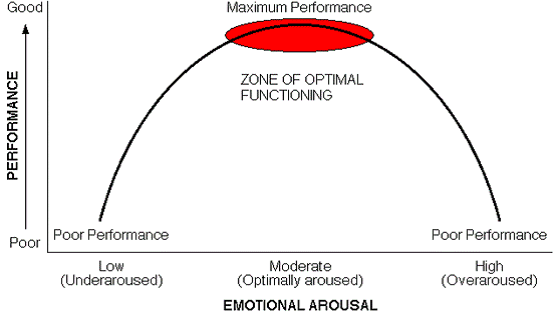 Good
Maximum Performance
ZONE OF OPTIMAL
FUNCTIONING
PERFORMANCE
Poor
Poor Performance
Poor Performance
Low
(Underaroused)
Moderate
(Optimally aroused)
High
(Overaroused)
EMOTIONAL AROUSAL